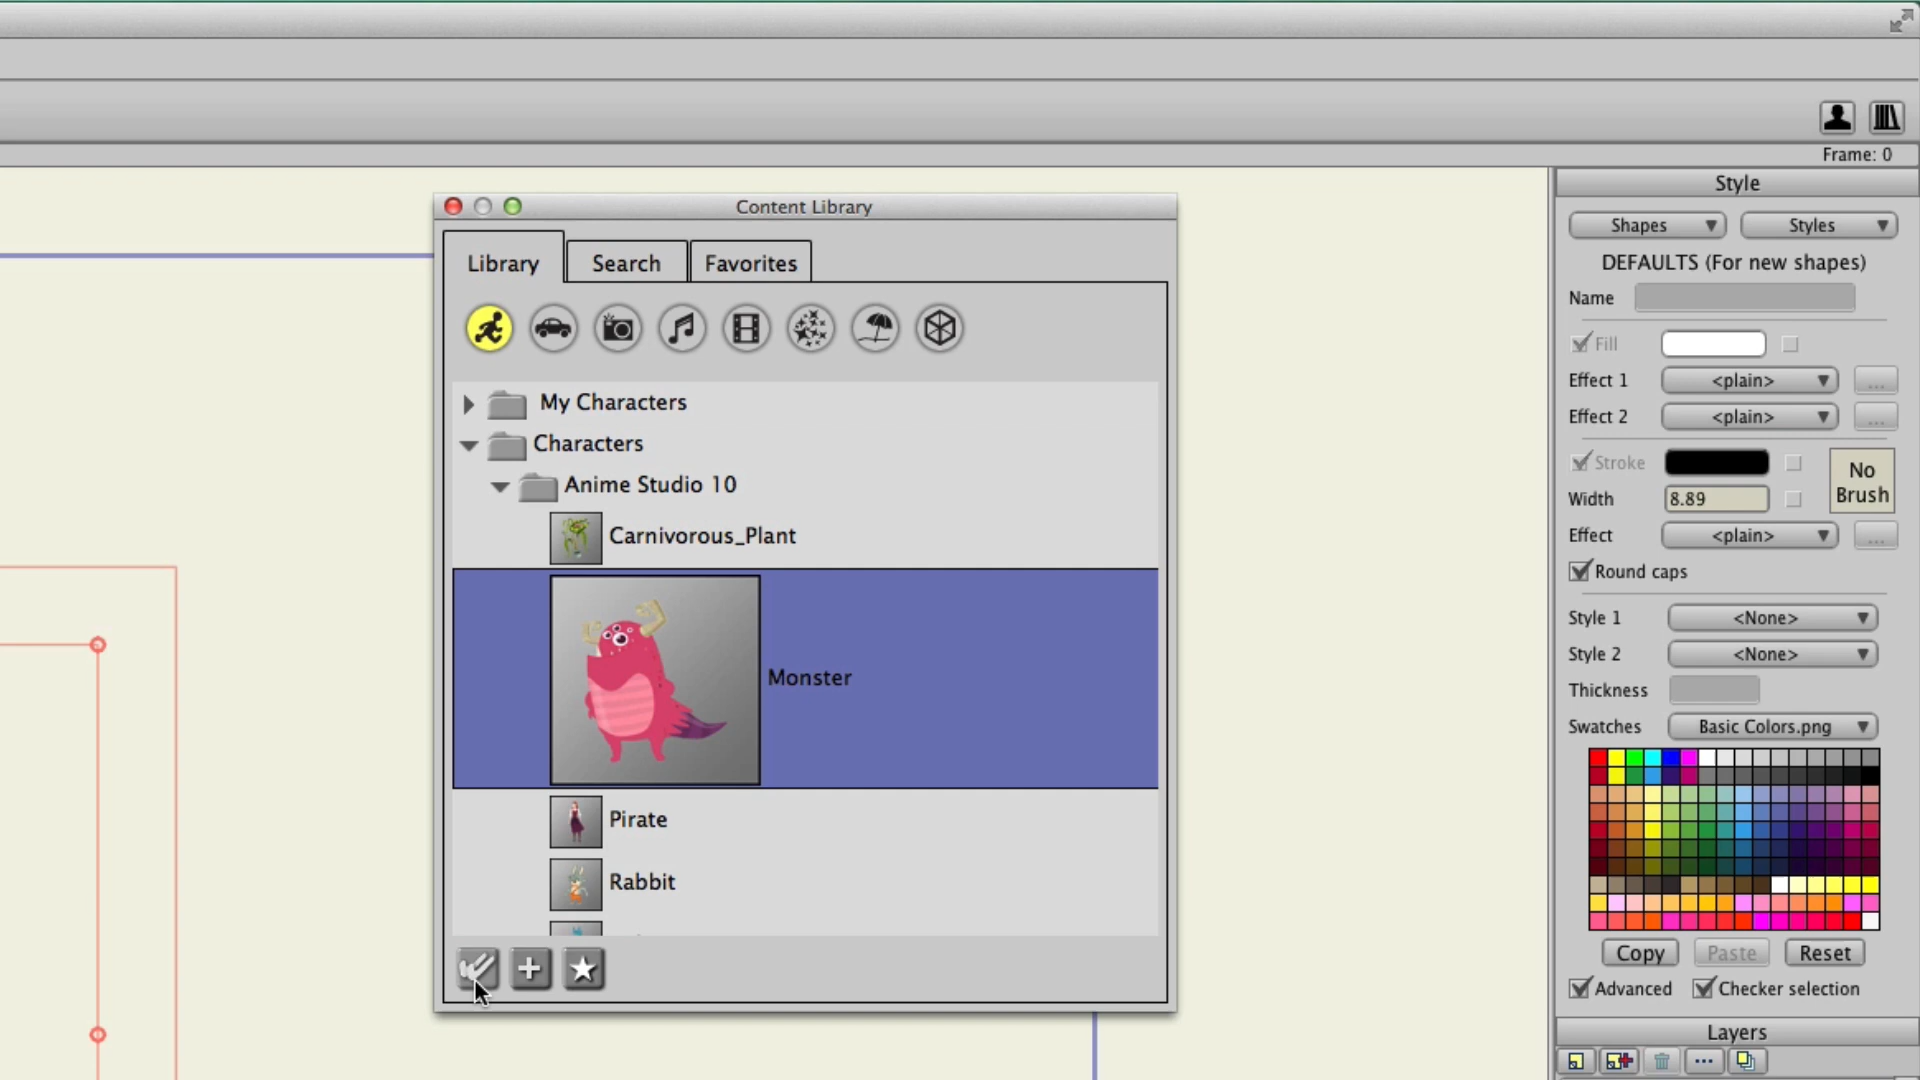 Frame: 0
Content Library
Library Search Favorites
My Characters
Characters
Anime Studio 10
Carnivorous_Plant
Monster
Pirate
Rabbit
Style
Shapes Styles
DEFAULTS (For new shapes)
Name
Fill
Effect 1 <plain> ...
Effect 2 <plain> ...
Stroke
No
Brush
Width 8.89
Effect <plain> ...
Round caps
Style 1 <None>
Style 2 <None>
Thickness
Swatches Basic Colors.png
Copy Paste Reset
Advanced Checker selection
Layers